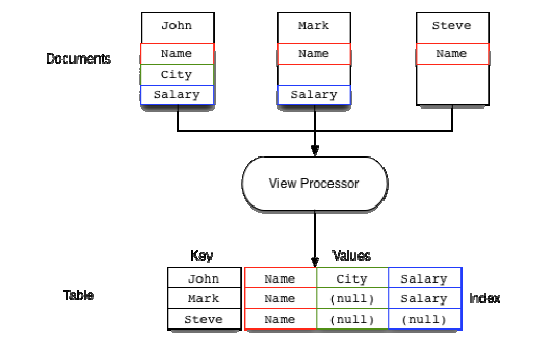 John Mark Steve
Documents Name Name Name
City
Salary Salary
View Processor
Key Values
John Name City Salary
Table Mark Name (null) Salary Index
Steve Name (null) (null)